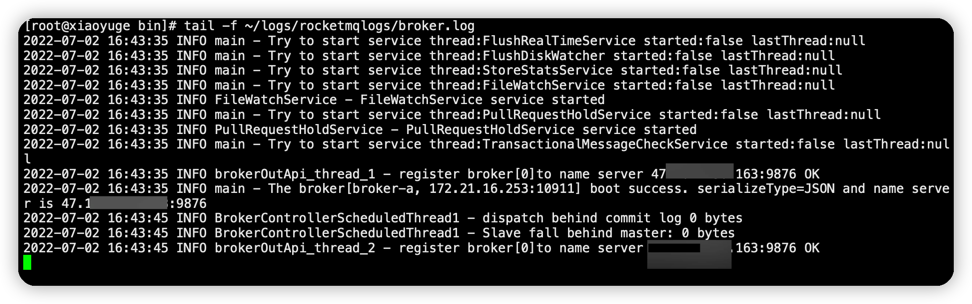 [root@xiaoyuge bin]# tail -f ~/logs/rocketmqlogs/broker.log
2022-07-02 16:43:35 INFO main - Try to start service thread:FlushRealTimeService started:false lastThread:null
2022-07-02 16:43:35 INFO main - Try to start service thread:FlushDiskWatcher started:false lastThread:null
2022-07-02 16:43:35 INFO main - Try to start service thread:StoreStatsService started:false lastThread:null
2022-07-02 16:43:35 INFO main - Try to start service thread:FileWatchService started:false lastThread:null
2022-07-02 16:43:35 INFO FileWatchService - FileWatchService service started
2022-07-02 16:43:35 INFO main - Try to start service thread:PullRequestHoldService started:false lastThread:null
2022-07-02 16:43:35 INFO PullRequestHoldService - PullRequestHoldService service started
2022-07-02 16:43:35 INFO main - Try to start service thread:TransactionalMessageCheckService started:false lastThread:nul
l
2022-07-02 16:43:35 INFO brokerOutApi_thread_1 - register broker[0]to name server 47 .163:9876 OK
2022-07-02 16:43:35 INFO main - The broker[broker-a, 172.21.16.253:10911] boot success. serializeType=JSON and name serve
r is 47.1 :9876
2022-07-02 16:43:45 INFO BrokerControllerScheduledThread1 - dispatch behind commit log 0 bytes
2022-07-02 16:43:45 INFO BrokerControllerScheduledThread1 - Slave fall behind master: 0 bytes
2022-07-02 16:43:45 INFO brokerOutApi_thread_2 - register broker[0]to name server .163:9876 OK